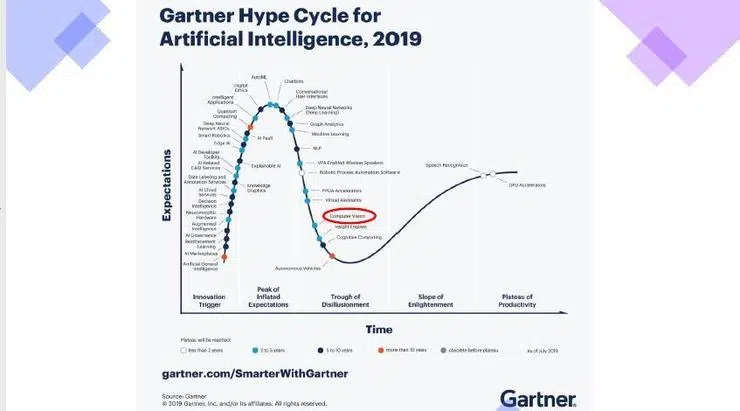 Gartner Hype Cycle for
Artificial Intelligence, 2019
Expectations
AutoML
Chatbots
Digital
Ethics
Conversational
User Interfaces
Intelligent
Applications
Deep Neural Networks
(Deep Learning)
Quantum
Computing
Graph Analytics
Deep Neural
Network ASICs
Machine Learning
Smart Robotics
AI PaaS
Edge AI
NLP
AI Developer
Toolkits
VPA Enabled Wireless Speakers
AI-Related
C&SI Services
Explainable AI
Robotic Process Automation Software
Speech Recognition
Data Labeling and
Annotation Services
GPU Accelerators
Knowledge
Graphics
AI Cloud
Services
FPGA Accelerators
Decision
Intelligence
Virtual Assistants
Neuromorphic
Hardware
Computer Vision
Augmented
Intelligence
Insight Engines
AI Governance
Cognitive Computing
Reinforcement
Learning
AI Marketplaces
Artificial General
Intelligence
Autonomous Vehicles
Innovation
Trigger
Peak of
Inflated
Expectations
Trough of
Disillusionment
Slope of
Enlightenment
Plateau of
Productivity
Time
Plateau will be reached:
less than 2 years
2 to 5 years
5 to 10 years
more than 10 years
obsolete before plateau
As of July 2019
gartner.com/SmarterWithGartner
Source: Gartner
© 2019 Gartner, Inc. and/or its affiliates. All rights reserved.
Gartner